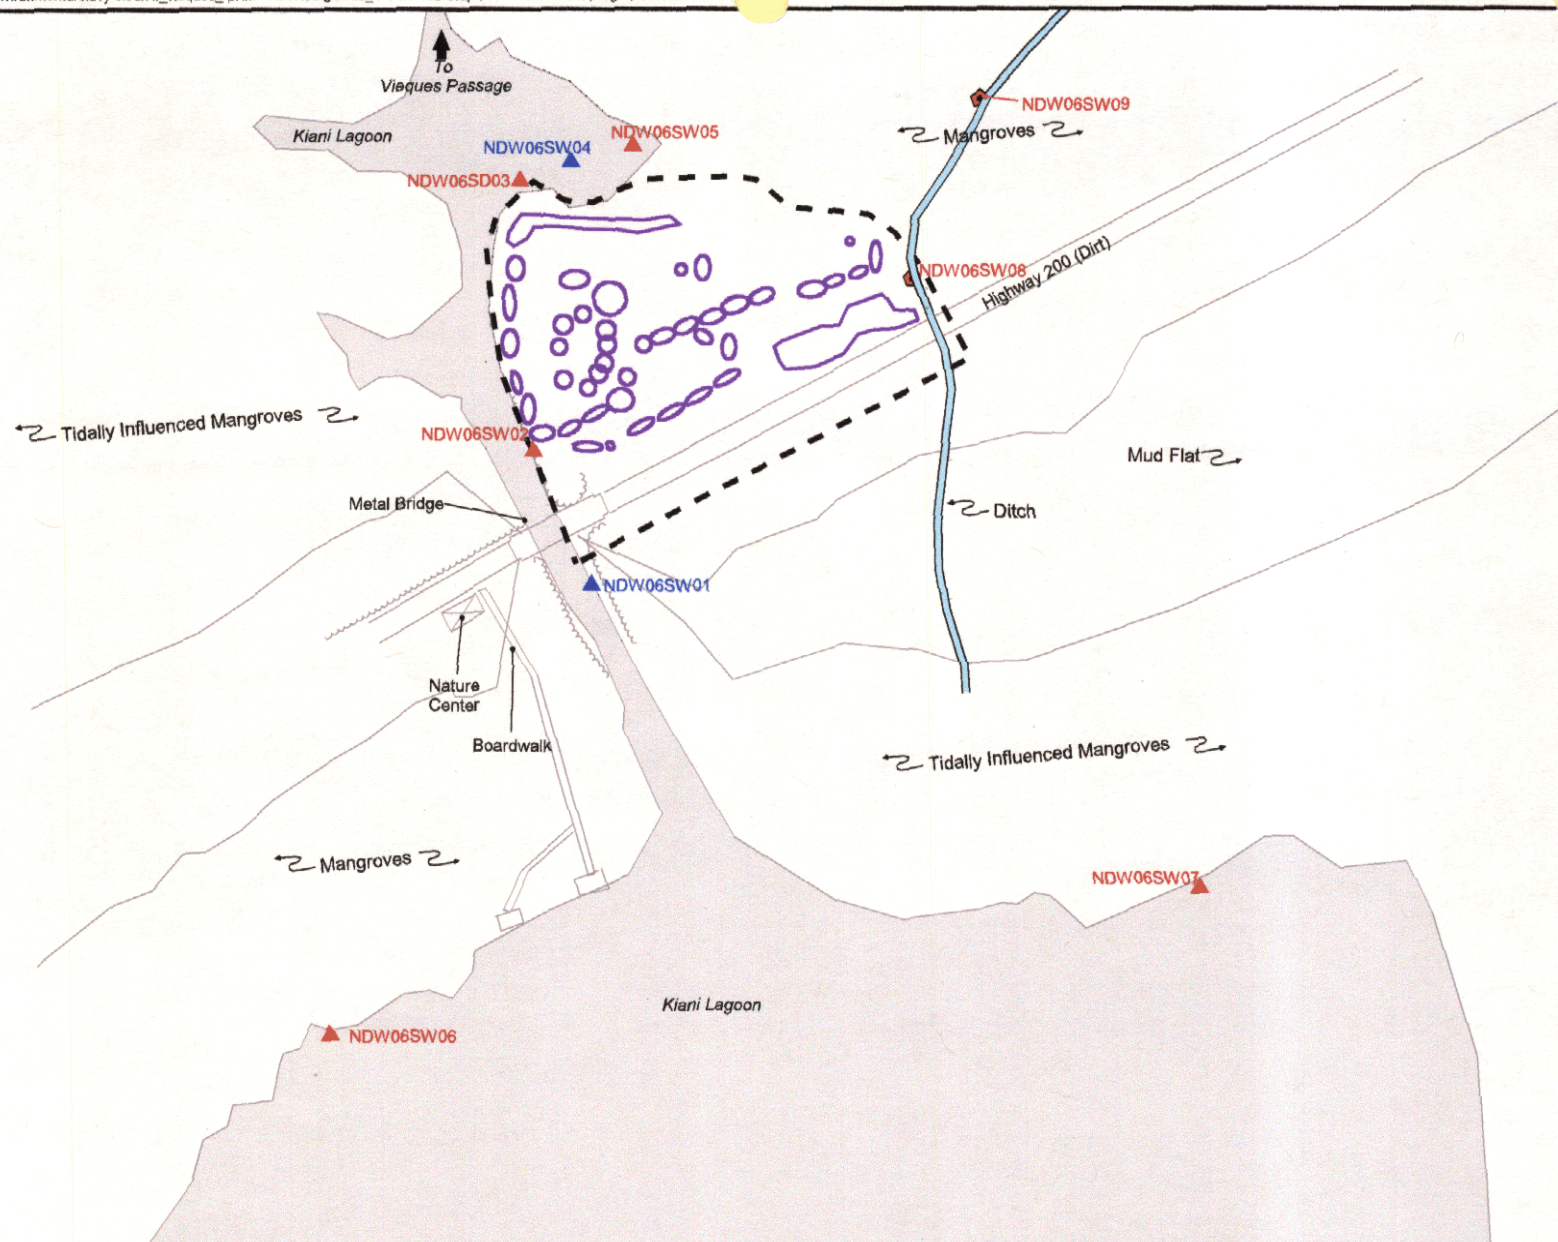 To
Vieques Passage
Kiani Lagoon
NDW06SW04
NDW06SW05
NDW06SD03
NDW06SW09
Mangroves
NDW06SW08
Highway 200 (Dirt)
Tidally Influenced Mangroves
NDW06SW02
Mud Flat
Metal Bridge
Ditch
NDW06SW01
Nature
Center
Boardwalk
Tidally Influenced Mangroves
Mangroves
NDW06SW07
Kiani Lagoon
NDW06SW06